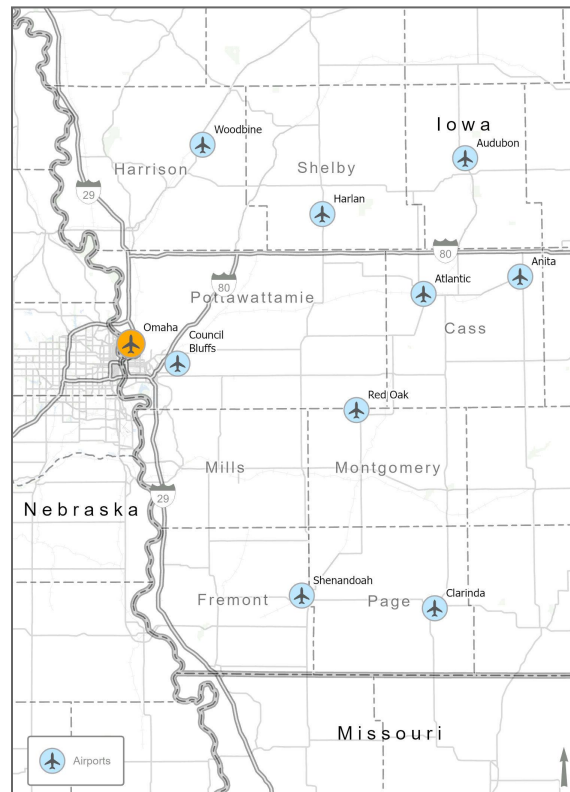 Iowa
Woodbine
Audubon
Harrison
Shelby
29
Harlan
80
Anita
80
Atlantic
Pottawattamie
Cass
Omaha
Council
Bluffs
Red Oak
Mills
Montgomery
29
Nebraska
Shenandoah
Clarinda
Fremont
Page
Missouri
Airports